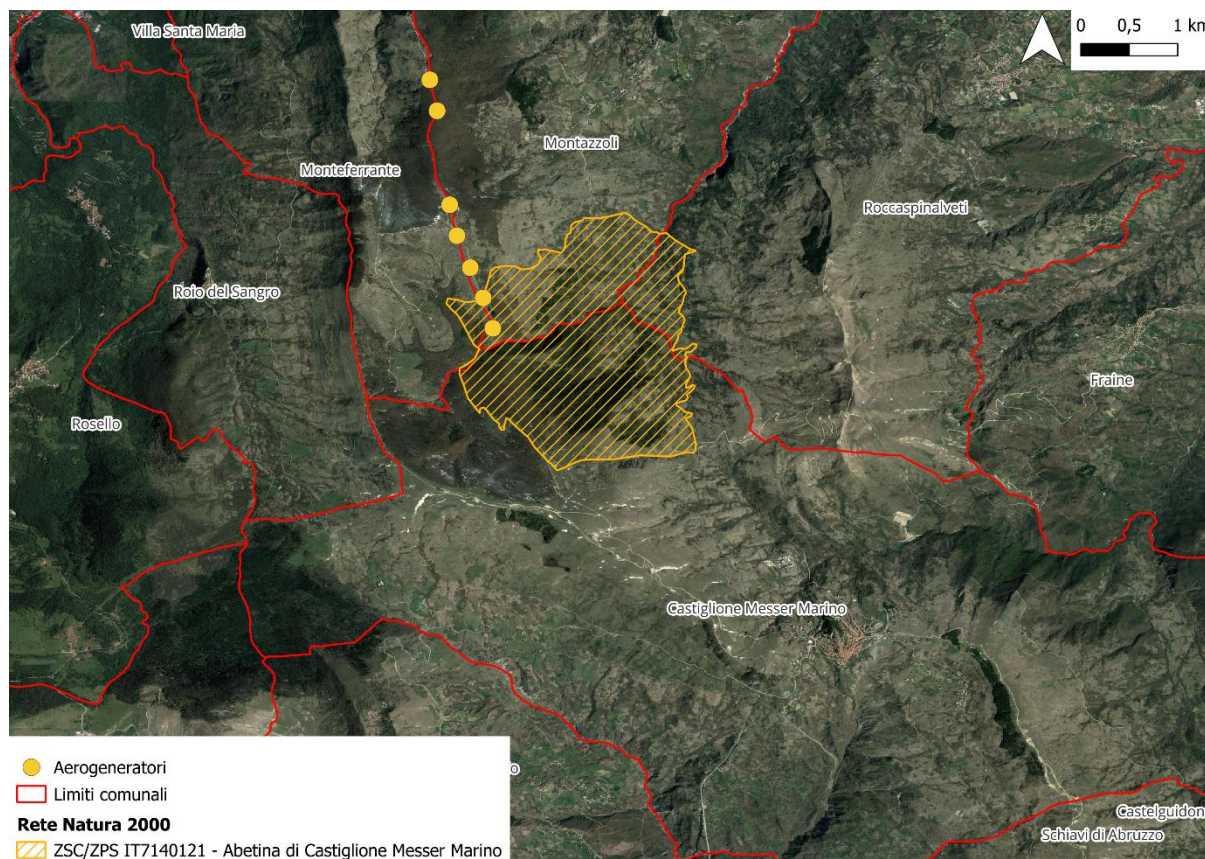 Villa Santa Maria
0 0,5 1 km
Montazzoli
Monteferrante
Roccaspinalveti
Roio del Sangro
Fraine
Rosello
Castiglione Messer Marino
Castelguidon
Schiavi di Abruzzo
o
Aerogeneratori
Limiti comunali
Rete Natura 2000
ZSC/ZPS IT7140121 - Abetina di Castiglione Messer Marino